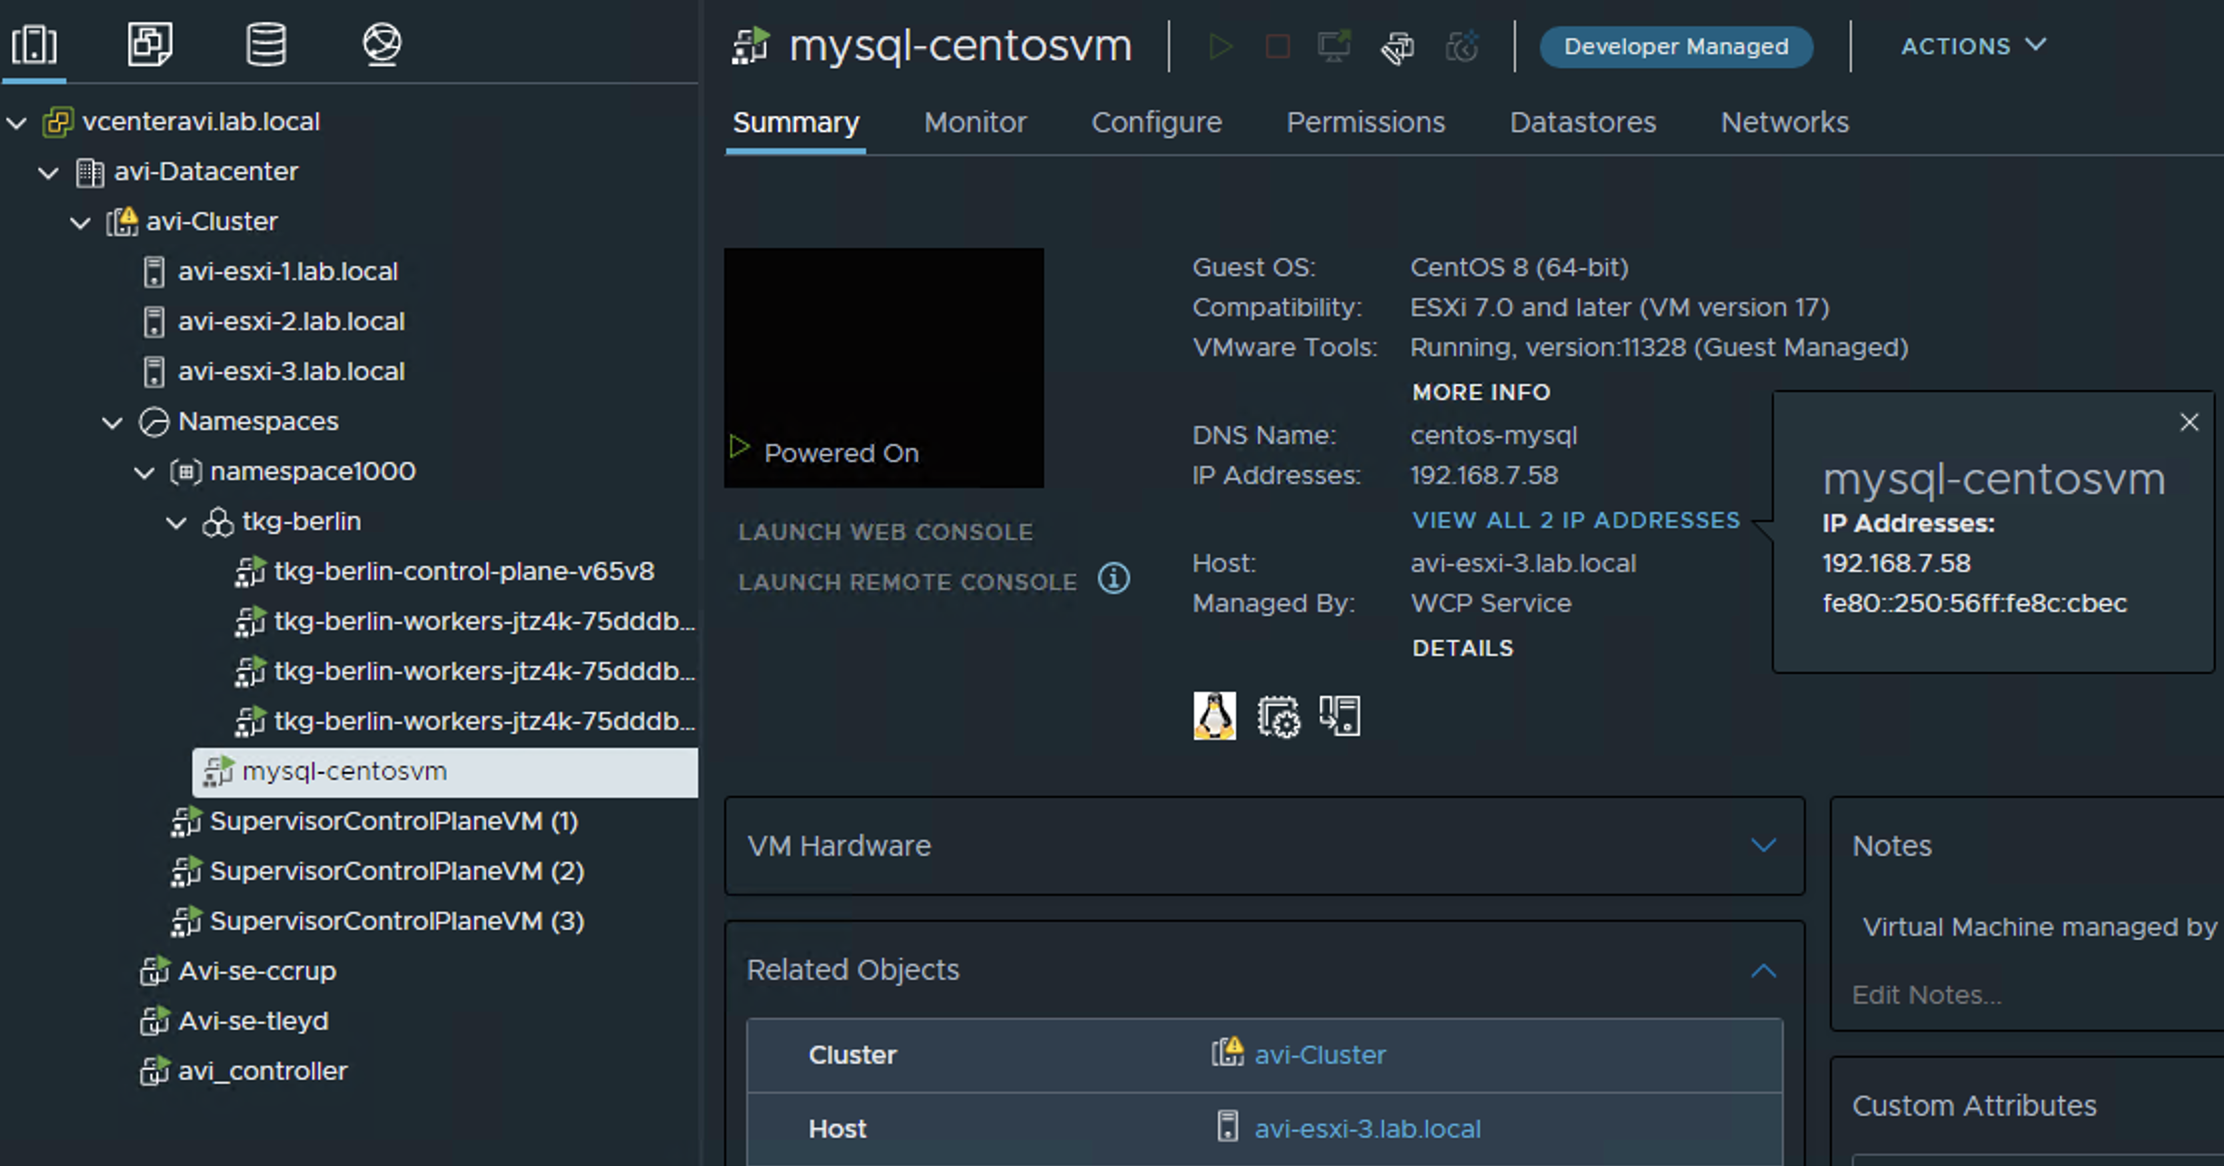 vcenteravi.lab.local
avi-Datacenter
avi-Cluster
avi-esxi-1.lab.local
avi-esxi-2.lab.local
avi-esxi-3.lab.local
Namespaces
namespace1000
tkg-berlin
tkg-berlin-control-plane-v65v8
tkg-berlin-workers-jtz4k-75dddb...
tkg-berlin-workers-jtz4k-75dddb...
tkg-berlin-workers-jtz4k-75dddb...
mysql-centosvm
SupervisorControlPlaneVM (1)
SupervisorControlPlaneVM (2)
SupervisorControlPlaneVM (3)
Avi-se-ccrup
Avi-se-tleyd
avi_controller
mysql-centosvm
Developer Managed
ACTIONS
Summary Monitor Configure Permissions Datastores Networks
Powered On
LAUNCH WEB CONSOLE
LAUNCH REMOTE CONSOLE
Guest OS: CentOS 8 (64-bit)
Compatibility: ESXi 7.0 and later (VM version 17)
VMware Tools: Running, version:11328 (Guest Managed)
MORE INFO
DNS Name: centos-mysql
IP Addresses: 192.168.7.58
VIEW ALL 2 IP ADDRESSES
Host: avi-esxi-3.lab.local
Managed By: WCP Service
DETAILS
mysql-centosvm
IP Addresses:
192.168.7.58
fe80::250:56ff:fe8c:cbec
VM Hardware
Related Objects
Cluster avi-Cluster
Host avi-esxi-3.lab.local
Notes
Virtual Machine managed by
Edit Notes...
Custom Attributes